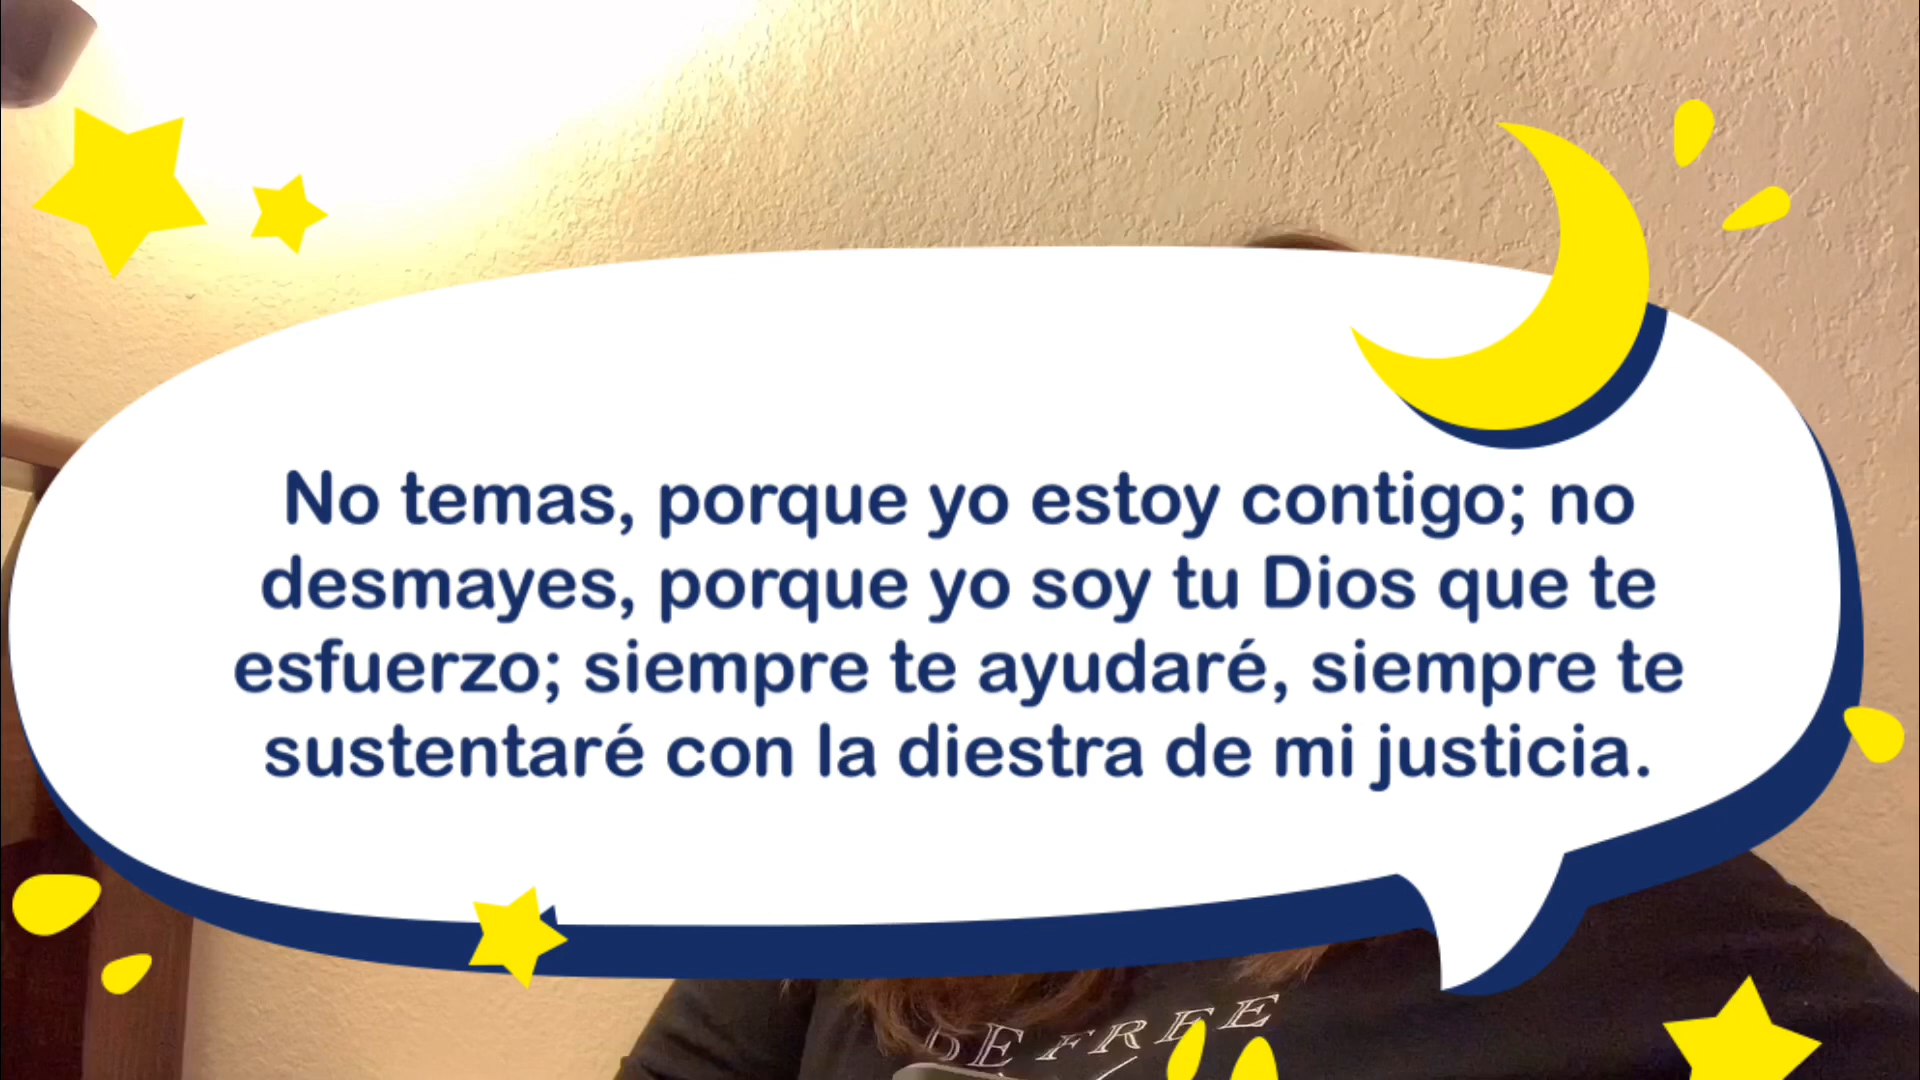 No temas, porque yo estoy contigo; no
desmayes, porque yo soy tu Dios que te
esfuerzo; siempre te ayudaré, siempre te
sustentaré con la diestra de mi justicia.
FREE